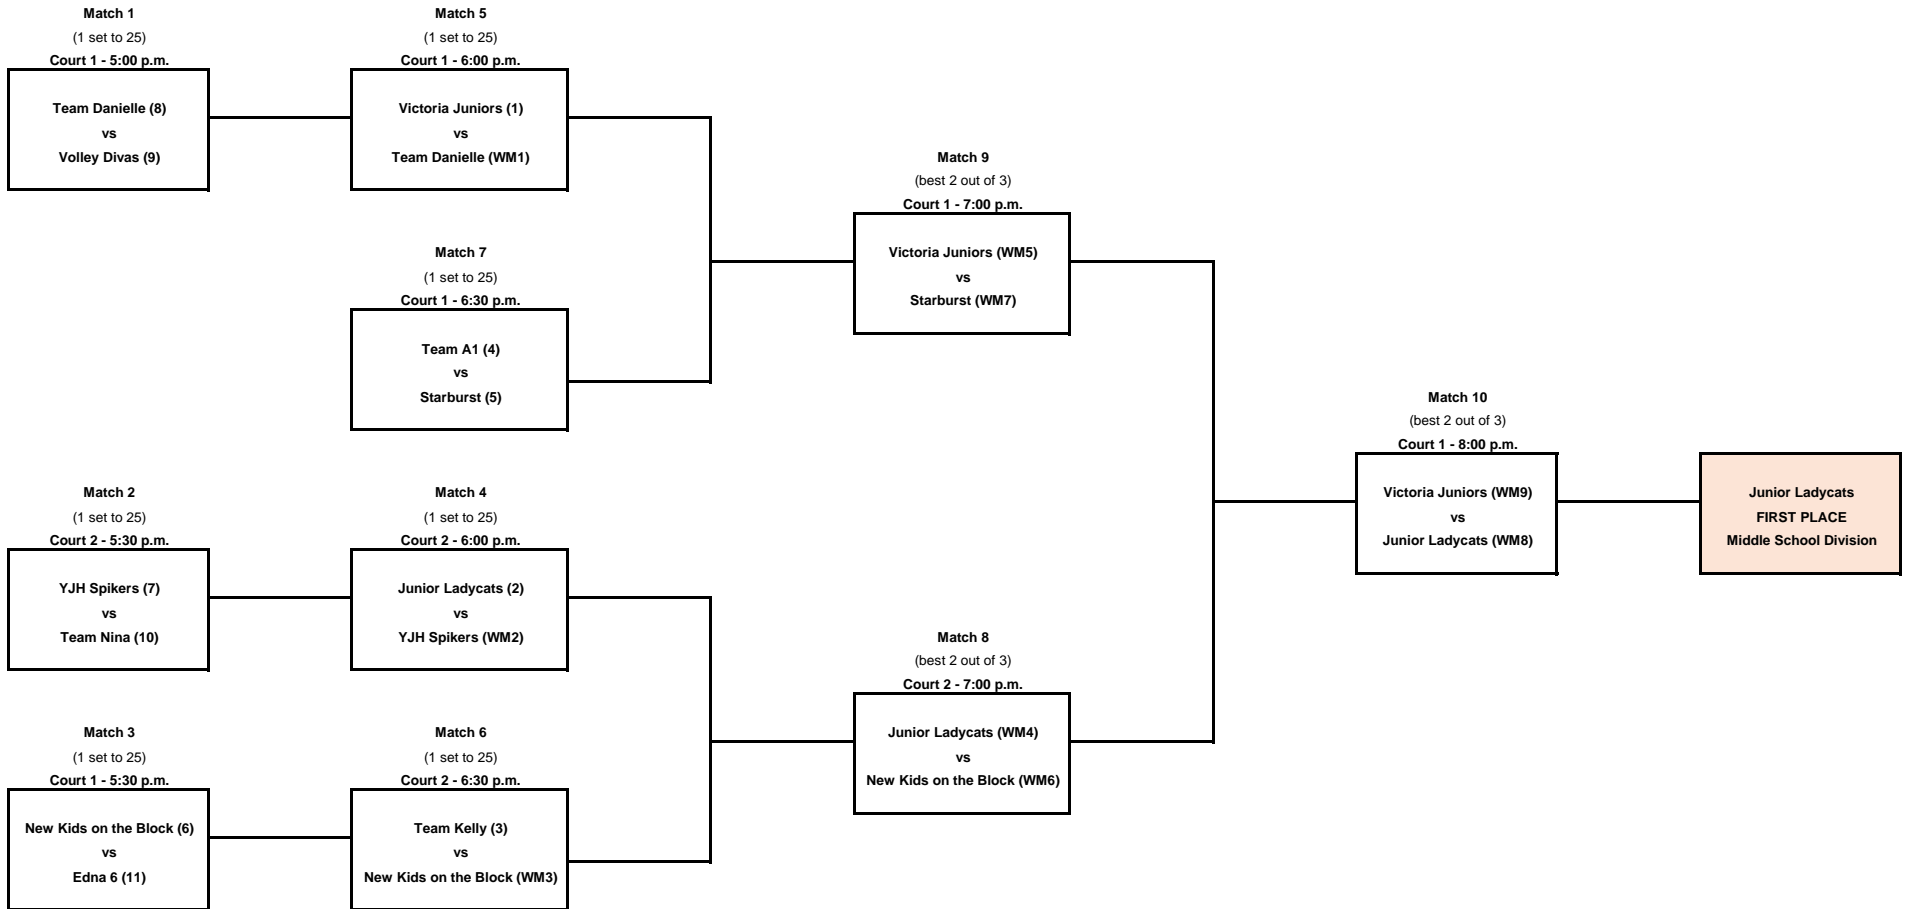 Match 1
(1 set to 25)
Court 1 - 5:00 p.m.
Team Danielle (8)
vs
Volley Divas (9)
Match 5
(1 set to 25)
Court 1 - 6:00 p.m.
Victoria Juniors (1)
vs
Team Danielle (WM1)
Match 9
(best 2 out of 3)
Court 1 - 7:00 p.m.
Victoria Juniors (WM5)
vs
Starburst (WM7)
Match 7
(1 set to 25)
Court 1 - 6:30 p.m.
Team A1 (4)
vs
Starburst (5)
Match 10
(best 2 out of 3)
Court 1 - 8:00 p.m.
Victoria Juniors (WM9)
vs
Junior Ladycats (WM8)
Junior Ladycats
FIRST PLACE
Middle School Division
Match 2
(1 set to 25)
Court 2 - 5:30 p.m.
YJH Spikers (7)
vs
Team Nina (10)
Match 4
(1 set to 25)
Court 2 - 6:00 p.m.
Junior Ladycats (2)
vs
YJH Spikers (WM2)
Match 8
(best 2 out of 3)
Court 2 - 7:00 p.m.
Junior Ladycats (WM4)
vs
New Kids on the Block (WM6)
Match 3
(1 set to 25)
Court 1 - 5:30 p.m.
New Kids on the Block (6)
vs
Edna 6 (11)
Match 6
(1 set to 25)
Court 2 - 6:30 p.m.
Team Kelly (3)
vs
New Kids on the Block (WM3)